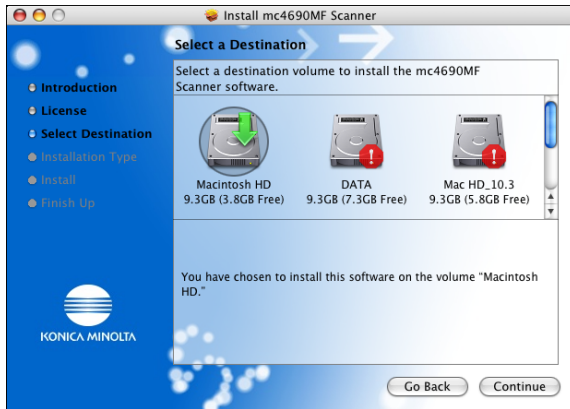 Install mc4690MF Scanner
Select a Destination
Introduction
License
Select Destination
Installation Type
Install
Finish Up
Select a destination volume to install the mc4690MF
Scanner software.
Macintosh HD
9.3GB (3.8GB Free)
DATA
9.3GB (7.3GB Free)
Mac HD_10.3
9.3GB (5.8GB Free)
You have chosen to install this software on the volume "Macintosh
HD."
KONICA MINOLTA
Go Back
Continue